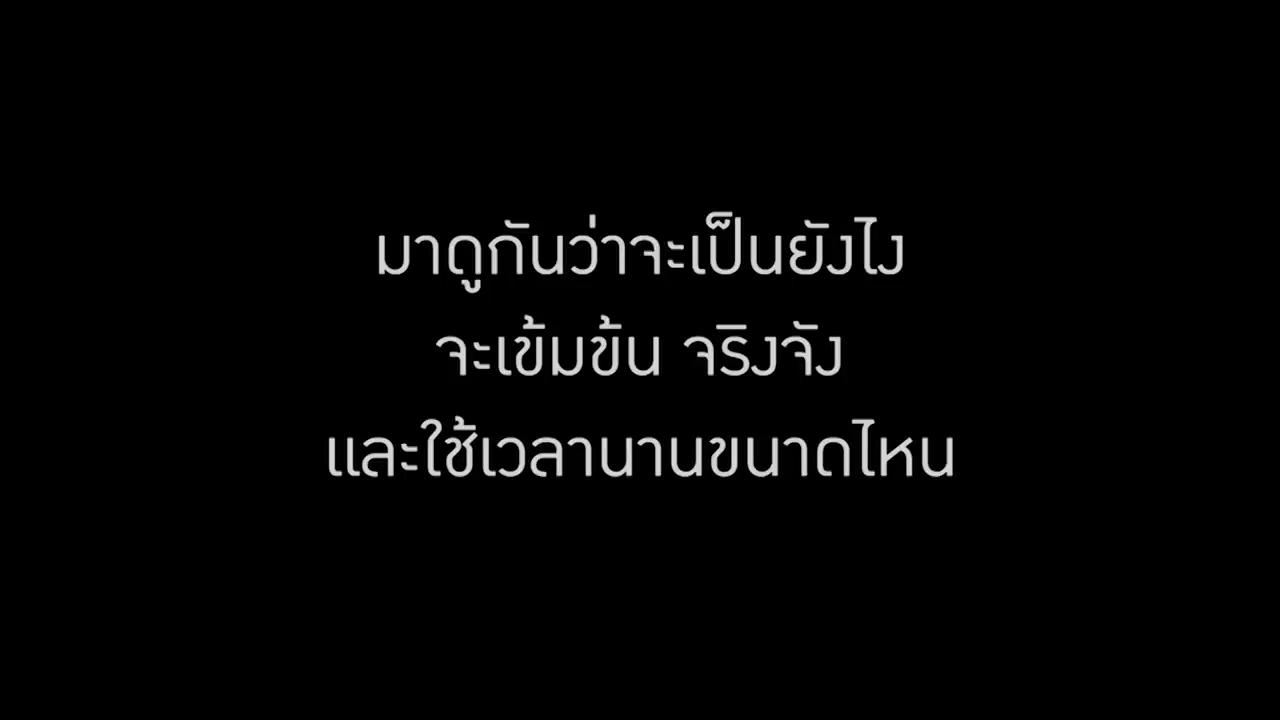 มาดูกันว่าจะเป็นยังไง
จะเข้มข้น จริงจัง
และใช้เวลานานขนาดไหน